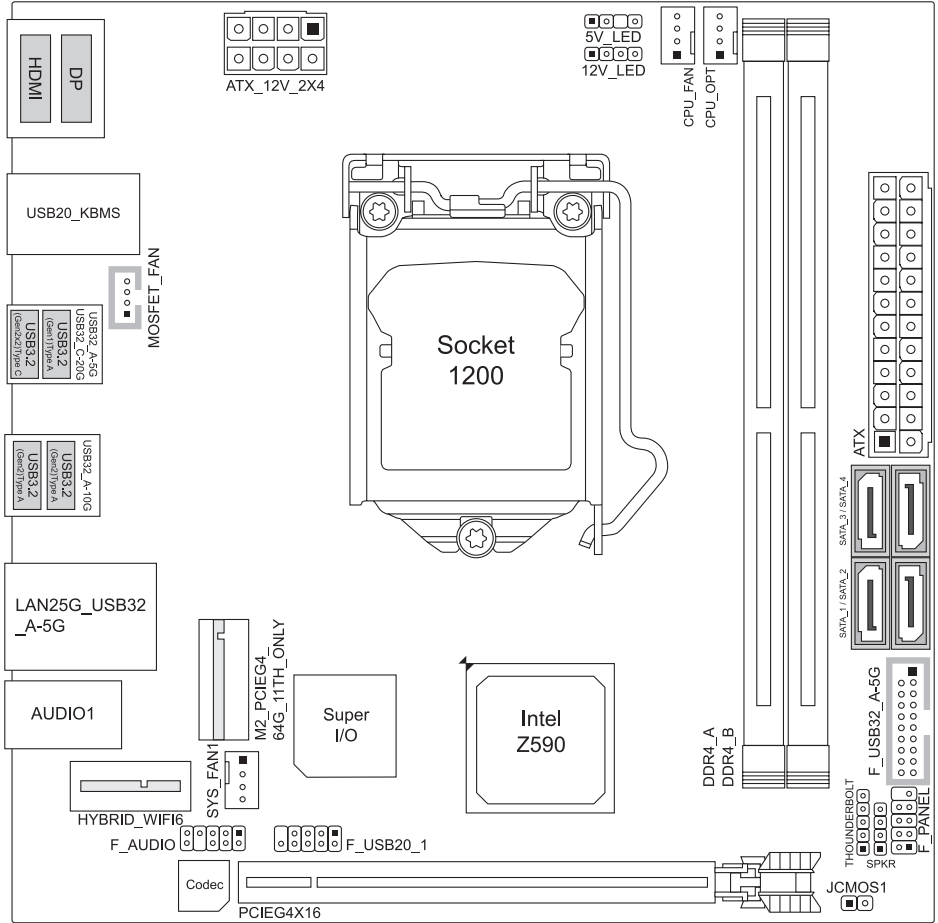 HDMI
DP
ATX_12V_2X4
5V_LED
12V_LED
CPU_FAN
CPU_OPT
USB20_KBMS
MOSFET_FAN
USB3.2
(Gen2x2)Type C
USB3.2
(Gen1)Type A
USB32_A-5G
USB32_C-20G
Socket
1200
ATX
USB3.2
(Gen2)Type A
USB3.2
(Gen2)Type A
USB32_A-10G
SATA_3 / SATA_4
SATA_1 / SATA_2
LAN25G_USB32
_A-5G
M2_PCIEG4_
64G_11TH_ONLY
AUDIO1
Super
I/O
Intel
Z590
DDR4_A
DDR4_B
F_USB32_A-5G
SYS_FAN1
HYBRID_WIFI6
F_AUDIO
F_USB20_1
THOUNDERBOLT
SPKR
F_PANEL
Codec
PCIEG4X16
JCMOS1